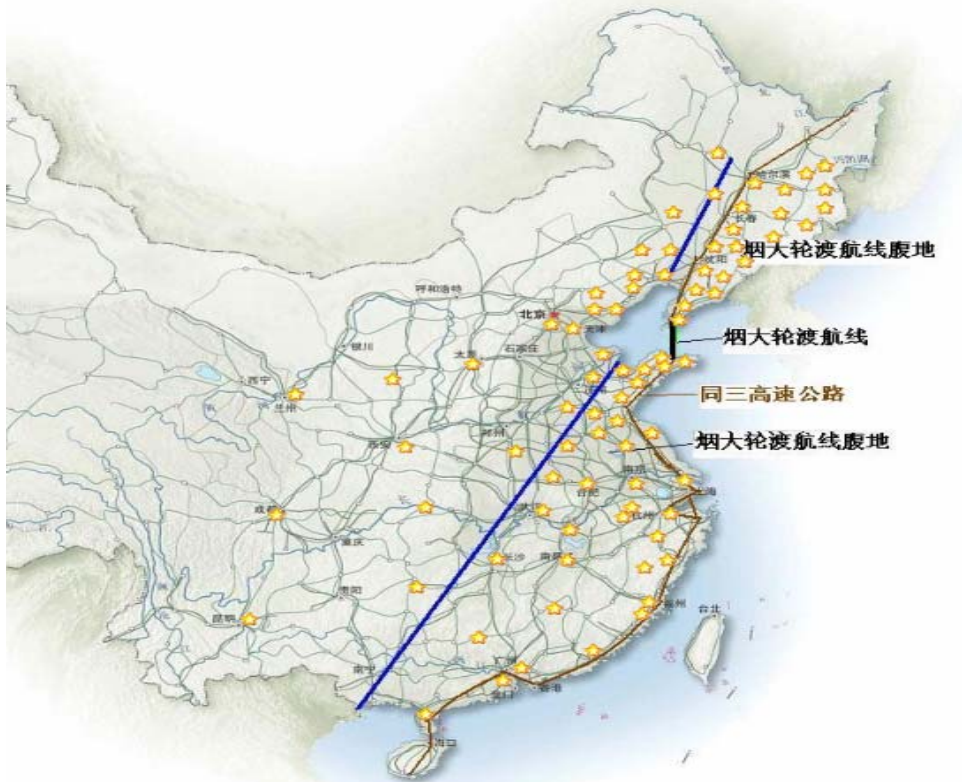 哈尔滨
长春
烟大轮渡航线腹地
沈阳
呼和浩特
北京
天津
烟大轮渡航线
银川
太原
石家庄
西宁
兰州
同三高速公路
郑州
西安
烟大轮渡航线腹地
南京
合肥
上海
成都
武汉
杭州
重庆
长沙
南昌
贵阳
福州
台北
昆明
南宁
广州
澳门
香港
海口